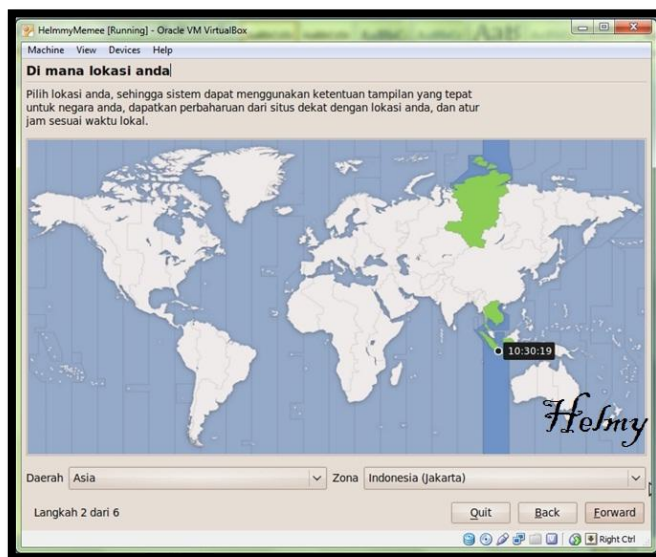 HelmmyMemee [Running] - Oracle VM VirtualBox
Machine View Devices Help
Di mana lokasi anda
Pilih lokasi anda, sehingga sistem dapat menggunakan ketentuan tampilan yang tepat
untuk negara anda, dapatkan perbaharuan dari situs dekat dengan lokasi anda, dan atur
jam sesuai waktu lokal.
10:30:19
Helmy
Daerah Asia Zona Indonesia (Jakarta)
Langkah 2 dari 6 Quit Back Forward
Right Ctrl